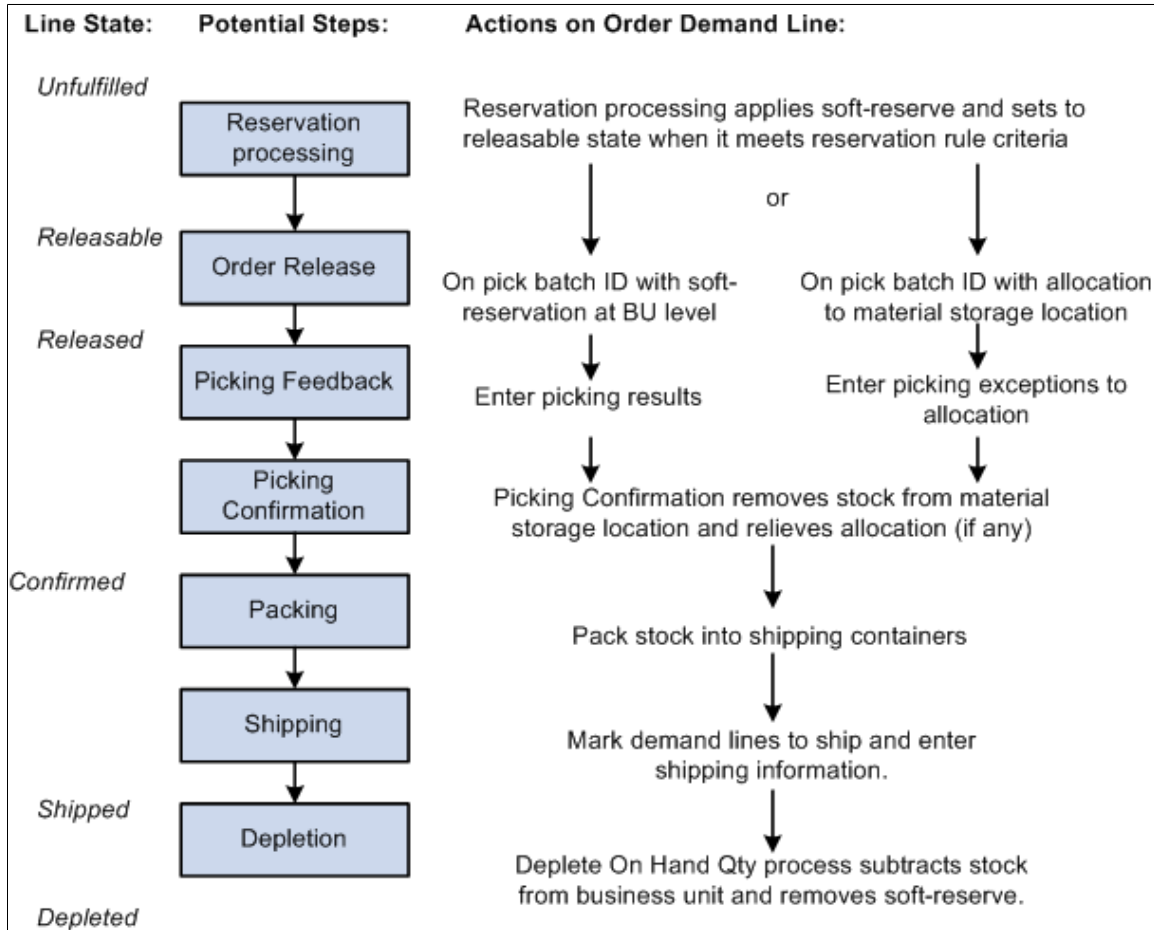 Line State:
Potential Steps:
Actions on Order Demand Line:
Unfulfilled
Reservation
processing
Reservation processing applies soft-reserve and sets to
releasable state when it meets reservation rule criteria
or
Releasable
Order Release
On pick batch ID with soft-
reservation at BU level
On pick batch ID with allocation
to material storage location
Released
Picking Feedback
Enter picking results
Enter picking exceptions to
allocation
Picking
Confirmation
Picking Confirmation removes stock from material
storage location and relieves allocation (if any)
Confirmed
Packing
Pack stock into shipping containers
Shipping
Mark demand lines to ship and enter
shipping information.
Shipped
Depletion
Deplete On Hand Qty process subtracts stock
from business unit and removes soft-reserve.
Depleted